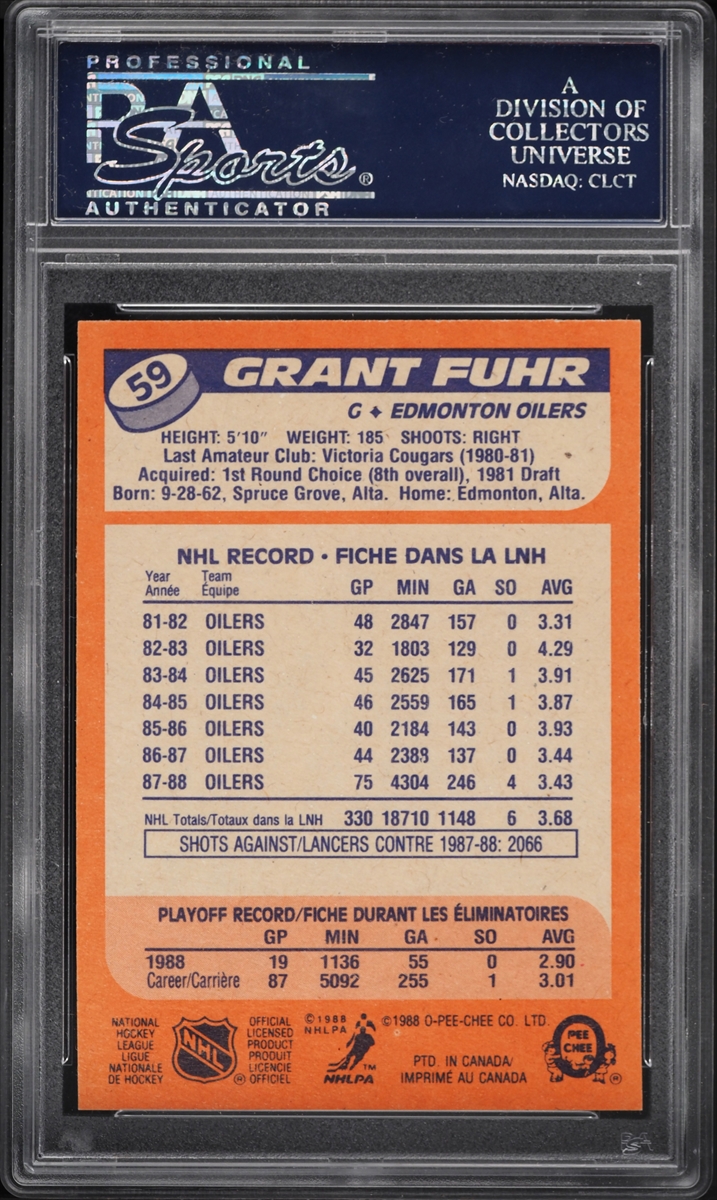 PROFESSIONAL
PSA
Sports®
AUTHENTICATOR
A
DIVISION OF
COLLECTORS
UNIVERSE
NASDAQ: CLCT
59
GRANT FUHR
G EDMONTON OILERS
HEIGHT: 5'10" WEIGHT: 185 SHOOTS: RIGHT
Last Amateur Club: Victoria Cougars (1980-81)
Acquired: 1st Round Choice (8th overall), 1981 Draft
Born: 9-28-62, Spruce Grove, Alta. Home: Edmonton, Alta.
NHL RECORD • FICHE DANS LA LNH
Year Team
Année Équipe GP MIN GA SO AVG
81-82 OILERS 48 2847 157 0 3.31
82-83 OILERS 32 1803 129 0 4.29
83-84 OILERS 45 2625 171 1 3.91
84-85 OILERS 46 2559 165 1 3.87
85-86 OILERS 40 2184 143 0 3.93
86-87 OILERS 44 2388 137 0 3.44
87-88 OILERS 75 4304 246 4 3.43
NHL Totals/Totaux dans la LNH 330 18710 1148 6 3.68
SHOTS AGAINST/LANCERS CONTRE 1987-88: 2066
PLAYOFF RECORD/FICHE DURANT LES ÉLIMINATOIRES
GP MIN GA SO AVG
1988 19 1136 55 0 2.90
Career/Carrière 87 5092 255 1 3.01
NATIONAL
HOCKEY
LEAGUE
LIGUE
NATIONALE
DE HOCKEY
NHL
®
OFFICIAL
LICENSED
PRODUCT
PRODUIT
LICENCIE
OFFICIEL
©1988
NHLPA
™
NHLPA
©1988 O-PEE-CHEE CO. LTD.
PTD. IN CANADA/
IMPRIMÉ AU CANADA
O
PEE
CHEE
®